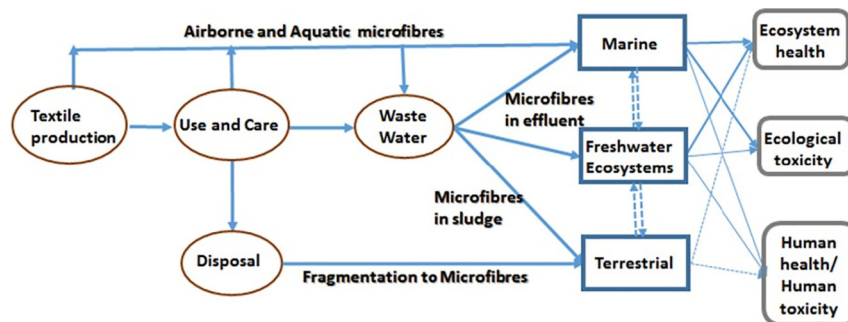 Airborne and Aquatic microfibres
Textile
production
Use and Care
Waste
Water
Disposal
Microfibres
in effluent
Microfibres
in sludge
Fragmentation to Microfibres
Marine
Freshwater
Ecosystems
Terrestrial
Ecosystem
health
Ecological
toxicity
Human
health/
Human
toxicity